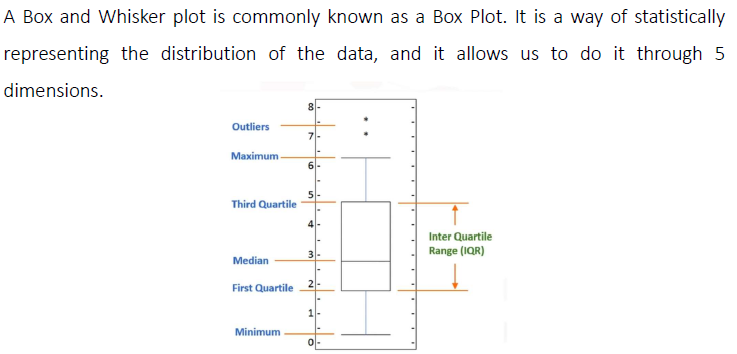 A Box and Whisker plot is commonly known as a Box Plot. It is a way of statistically
representing the distribution of the data, and it allows us to do it through 5
dimensions.
8
Outliers
7
Maximum
6
5
Third Quartile
4
Inter Quartile
Range (IQR)
3
Median
2
First Quartile
1
Minimum
0